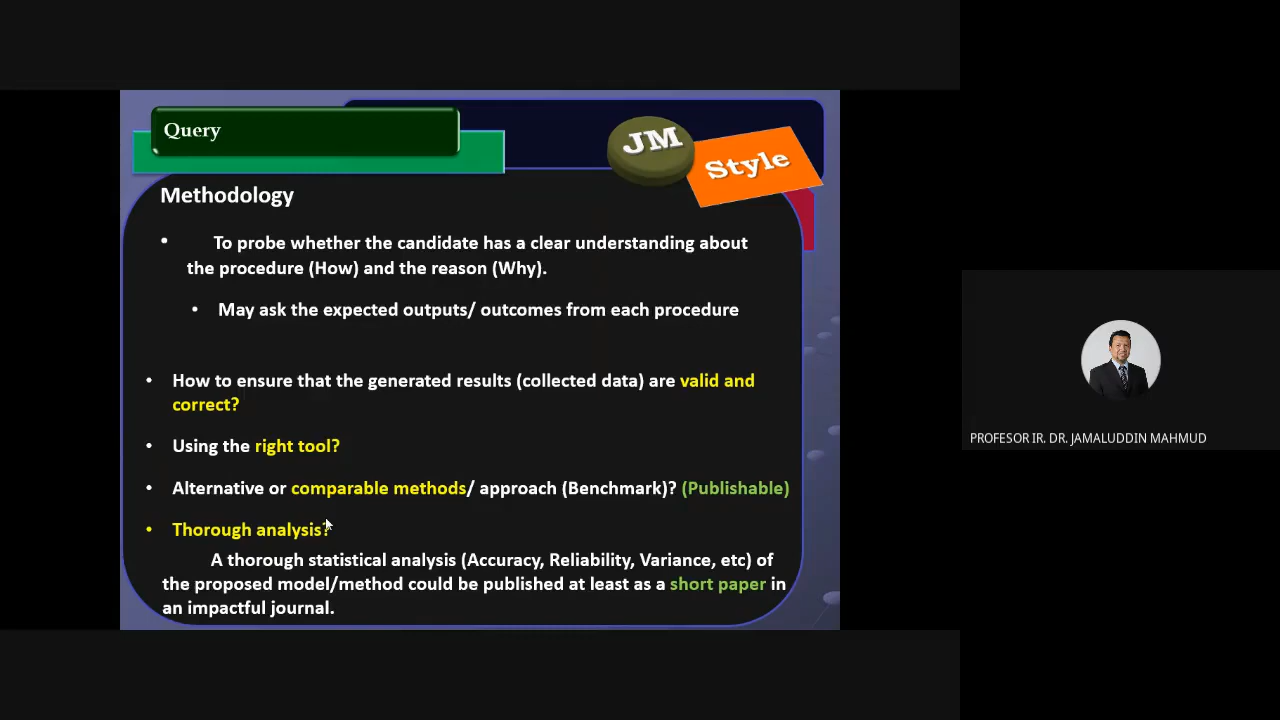 Query
JM
Style
Methodology
• To probe whether the candidate has a clear understanding about
the procedure (How) and the reason (Why).
• May ask the expected outputs/ outcomes from each procedure
• How to ensure that the generated results (collected data) are valid and
correct?
• Using the right tool?
• Alternative or comparable methods/ approach (Benchmark)? (Publishable)
• Thorough analysis?
A thorough statistical analysis (Accuracy, Reliability, Variance, etc) of
the proposed model/method could be published at least as a short paper in
an impactful journal.
PROFESOR IR. DR. JAMALUDDIN MAHMUD